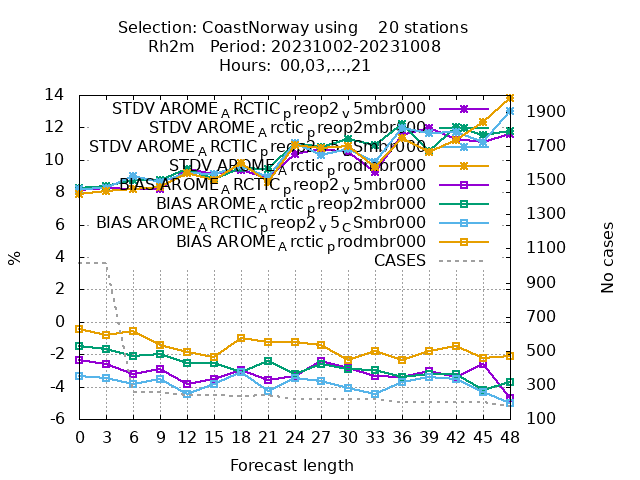 Selection: CoastNorway using 20 stations
Rh2m Period: 20231002-20231008
Hours: 00,03,...,21
14
12
10
8
6
4
2
0
-2
-4
-6
%
STDV AROME_ARCTIC_preop2_v5mbr000
STDV AROME_Arctic_preop2mbr000
STDV AROME_ARCTIC_preop2_v5_CSmbr000
STDV AROME_Arctic_prodmbr000
BIAS AROME_ARCTIC_preop2_v5mbr000
BIAS AROME_Arctic_preop2mbr000
BIAS AROME_ARCTIC_preop2_v5_CSmbr000
BIAS AROME_Arctic_prodmbr000
CASES
1900
1700
1500
1300
1100
900
700
500
300
100
No cases
0 3 6 9 12 15 18 21 24 27 30 33 36 39 42 45 48
Forecast length